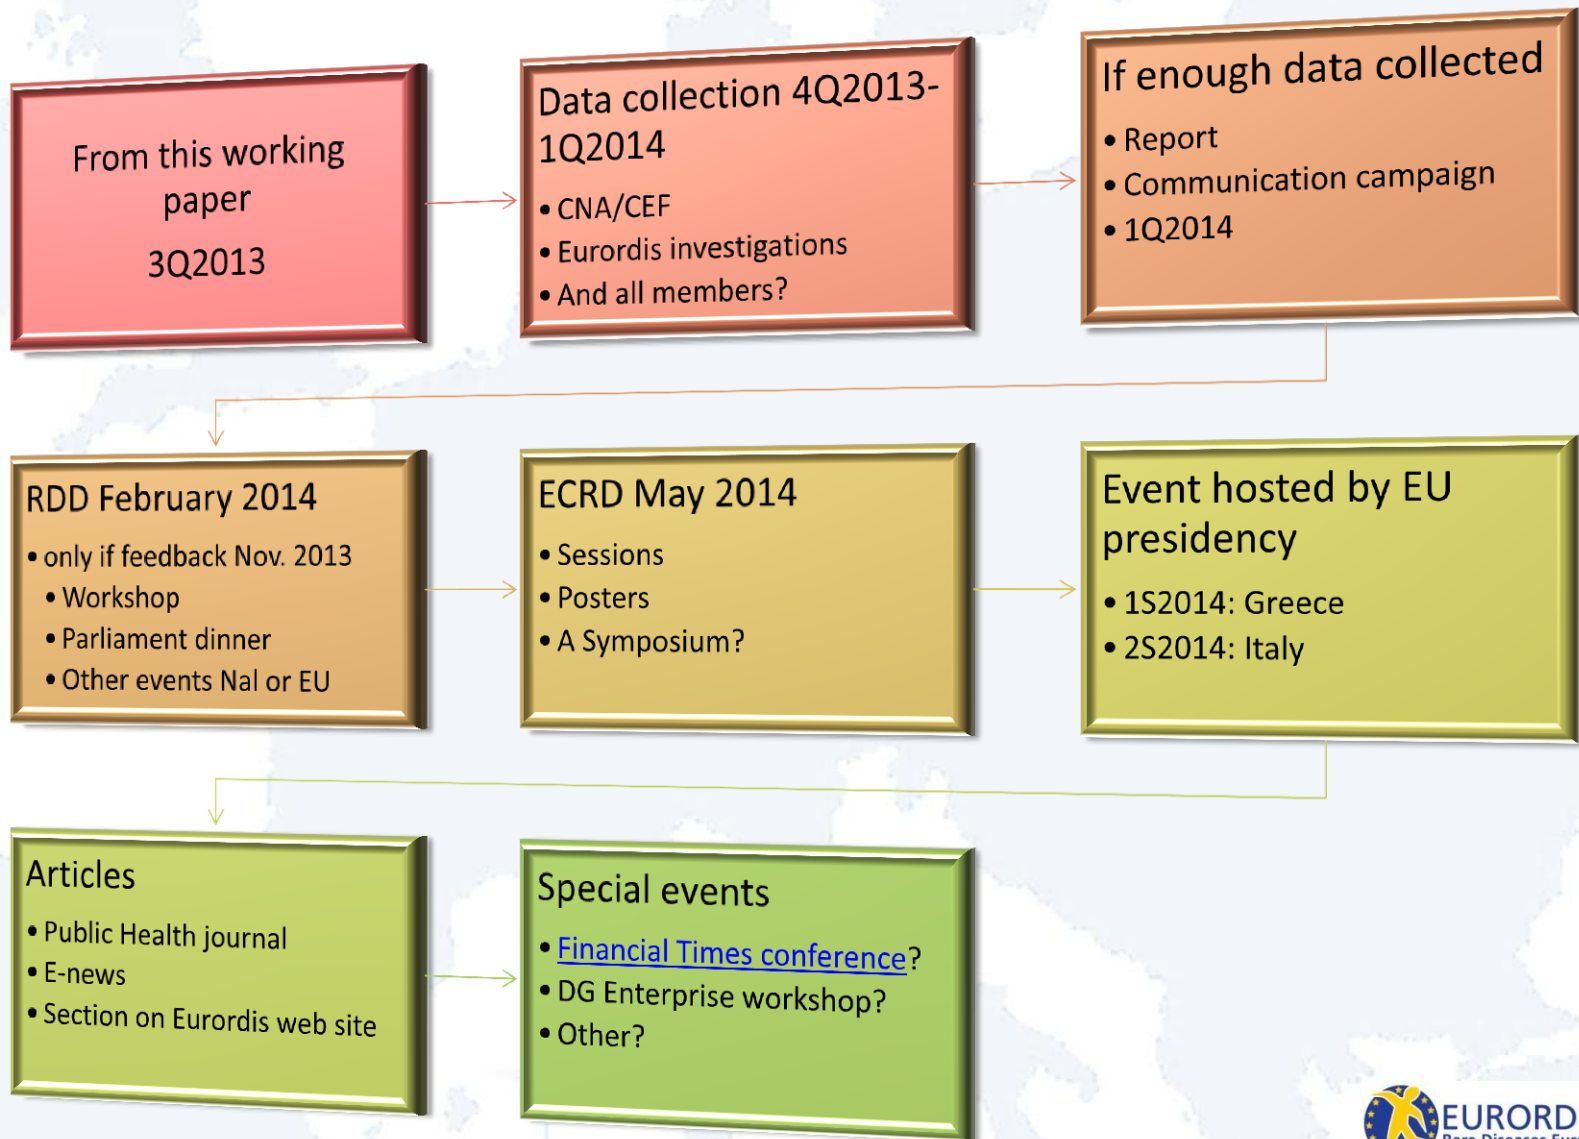 From this working
paper
3Q2013
Data collection 4Q2013-
1Q2014
• CNA/CEF
• Eurordis investigations
• And all members?
If enough data collected
• Report
• Communication campaign
• 1Q2014
RDD February 2014
• only if feedback Nov. 2013
• Workshop
• Parliament dinner
• Other events Nal or EU
ECRD May 2014
• Sessions
• Posters
• A Symposium?
Event hosted by EU
presidency
• 1S2014: Greece
• 2S2014: Italy
Articles
• Public Health journal
• E-news
• Section on Eurordis web site
Special events
• Financial Times conference?
• DG Enterprise workshop?
• Other?
EURORD